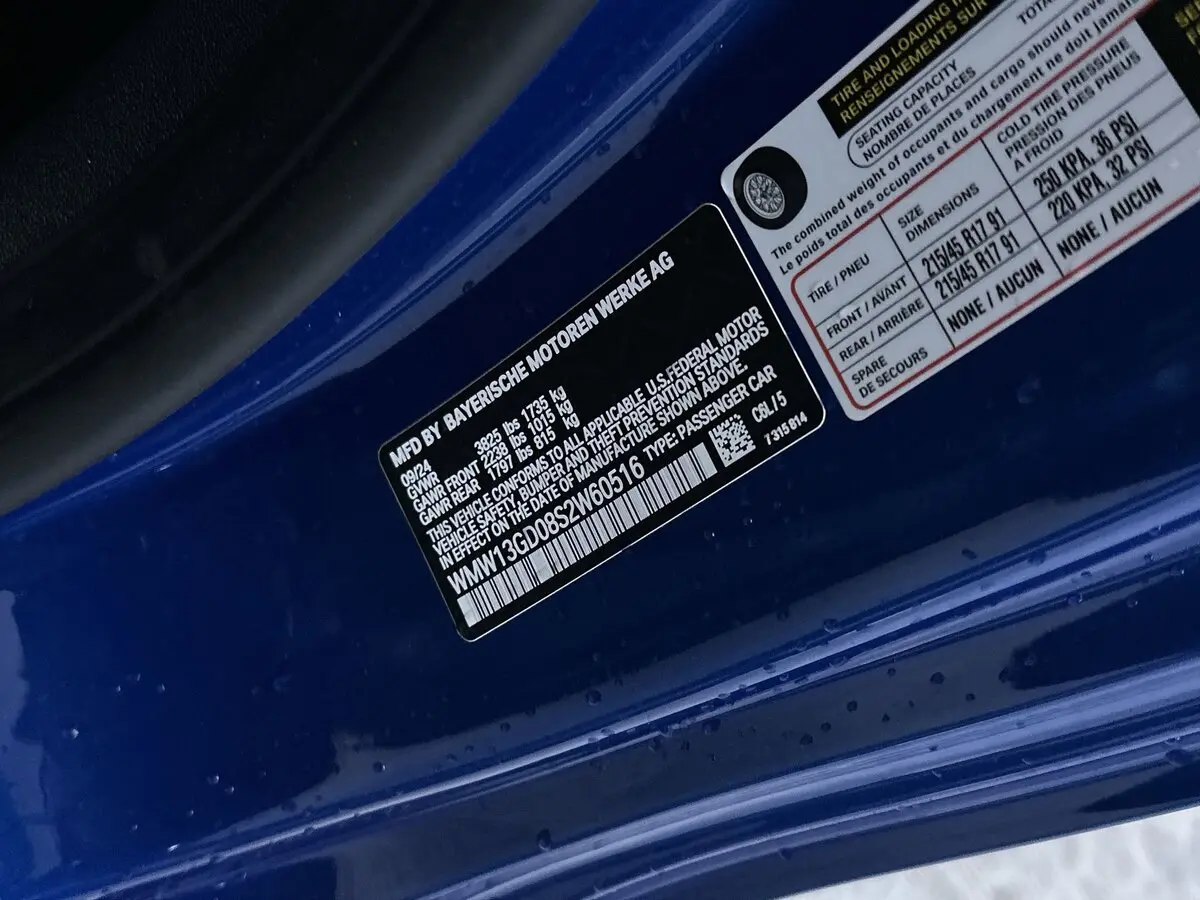 MFD BY BAYERISCHE MOTOREN WERKE AG
09/24
GVWR 3825 lbs 1735 kg
GAWR FRONT 2238 lbs 1015 kg
GAWR REAR 1797 lbs 815 kg
THIS VEHICLE CONFORMS TO ALL APPLICABLE U.S.FEDERAL MOTOR
VEHICLE SAFETY, BUMPER AND THEFT PREVENTION STANDARDS
IN EFFECT ON THE DATE OF MANUFACTURE SHOWN ABOVE.
WMW13GD08S2W60516 TYPE: PASSENGER CAR
C6L / 5
7 315 814
TIRE AND LOADING
RENSEIGNEMENTS SUR
SEATING CAPACITY
NOMBRE DE PLACES
The combined weight of occupants and cargo should never
Le poids total des occupants et du chargement ne doit jamais
TIRE / PNEU SIZE DIMENSIONS COLD TIRE PRESSURE
PRESSION DES PNEUS
A FROID
FRONT / AVANT 215/45 R17 91 250 KPA, 36 PSI
REAR / ARRIÈRE 215/45 R17 91 220 KPA, 32 PSI
SPARE
DE SECOURS NONE / AUCUN NONE / AUCUN